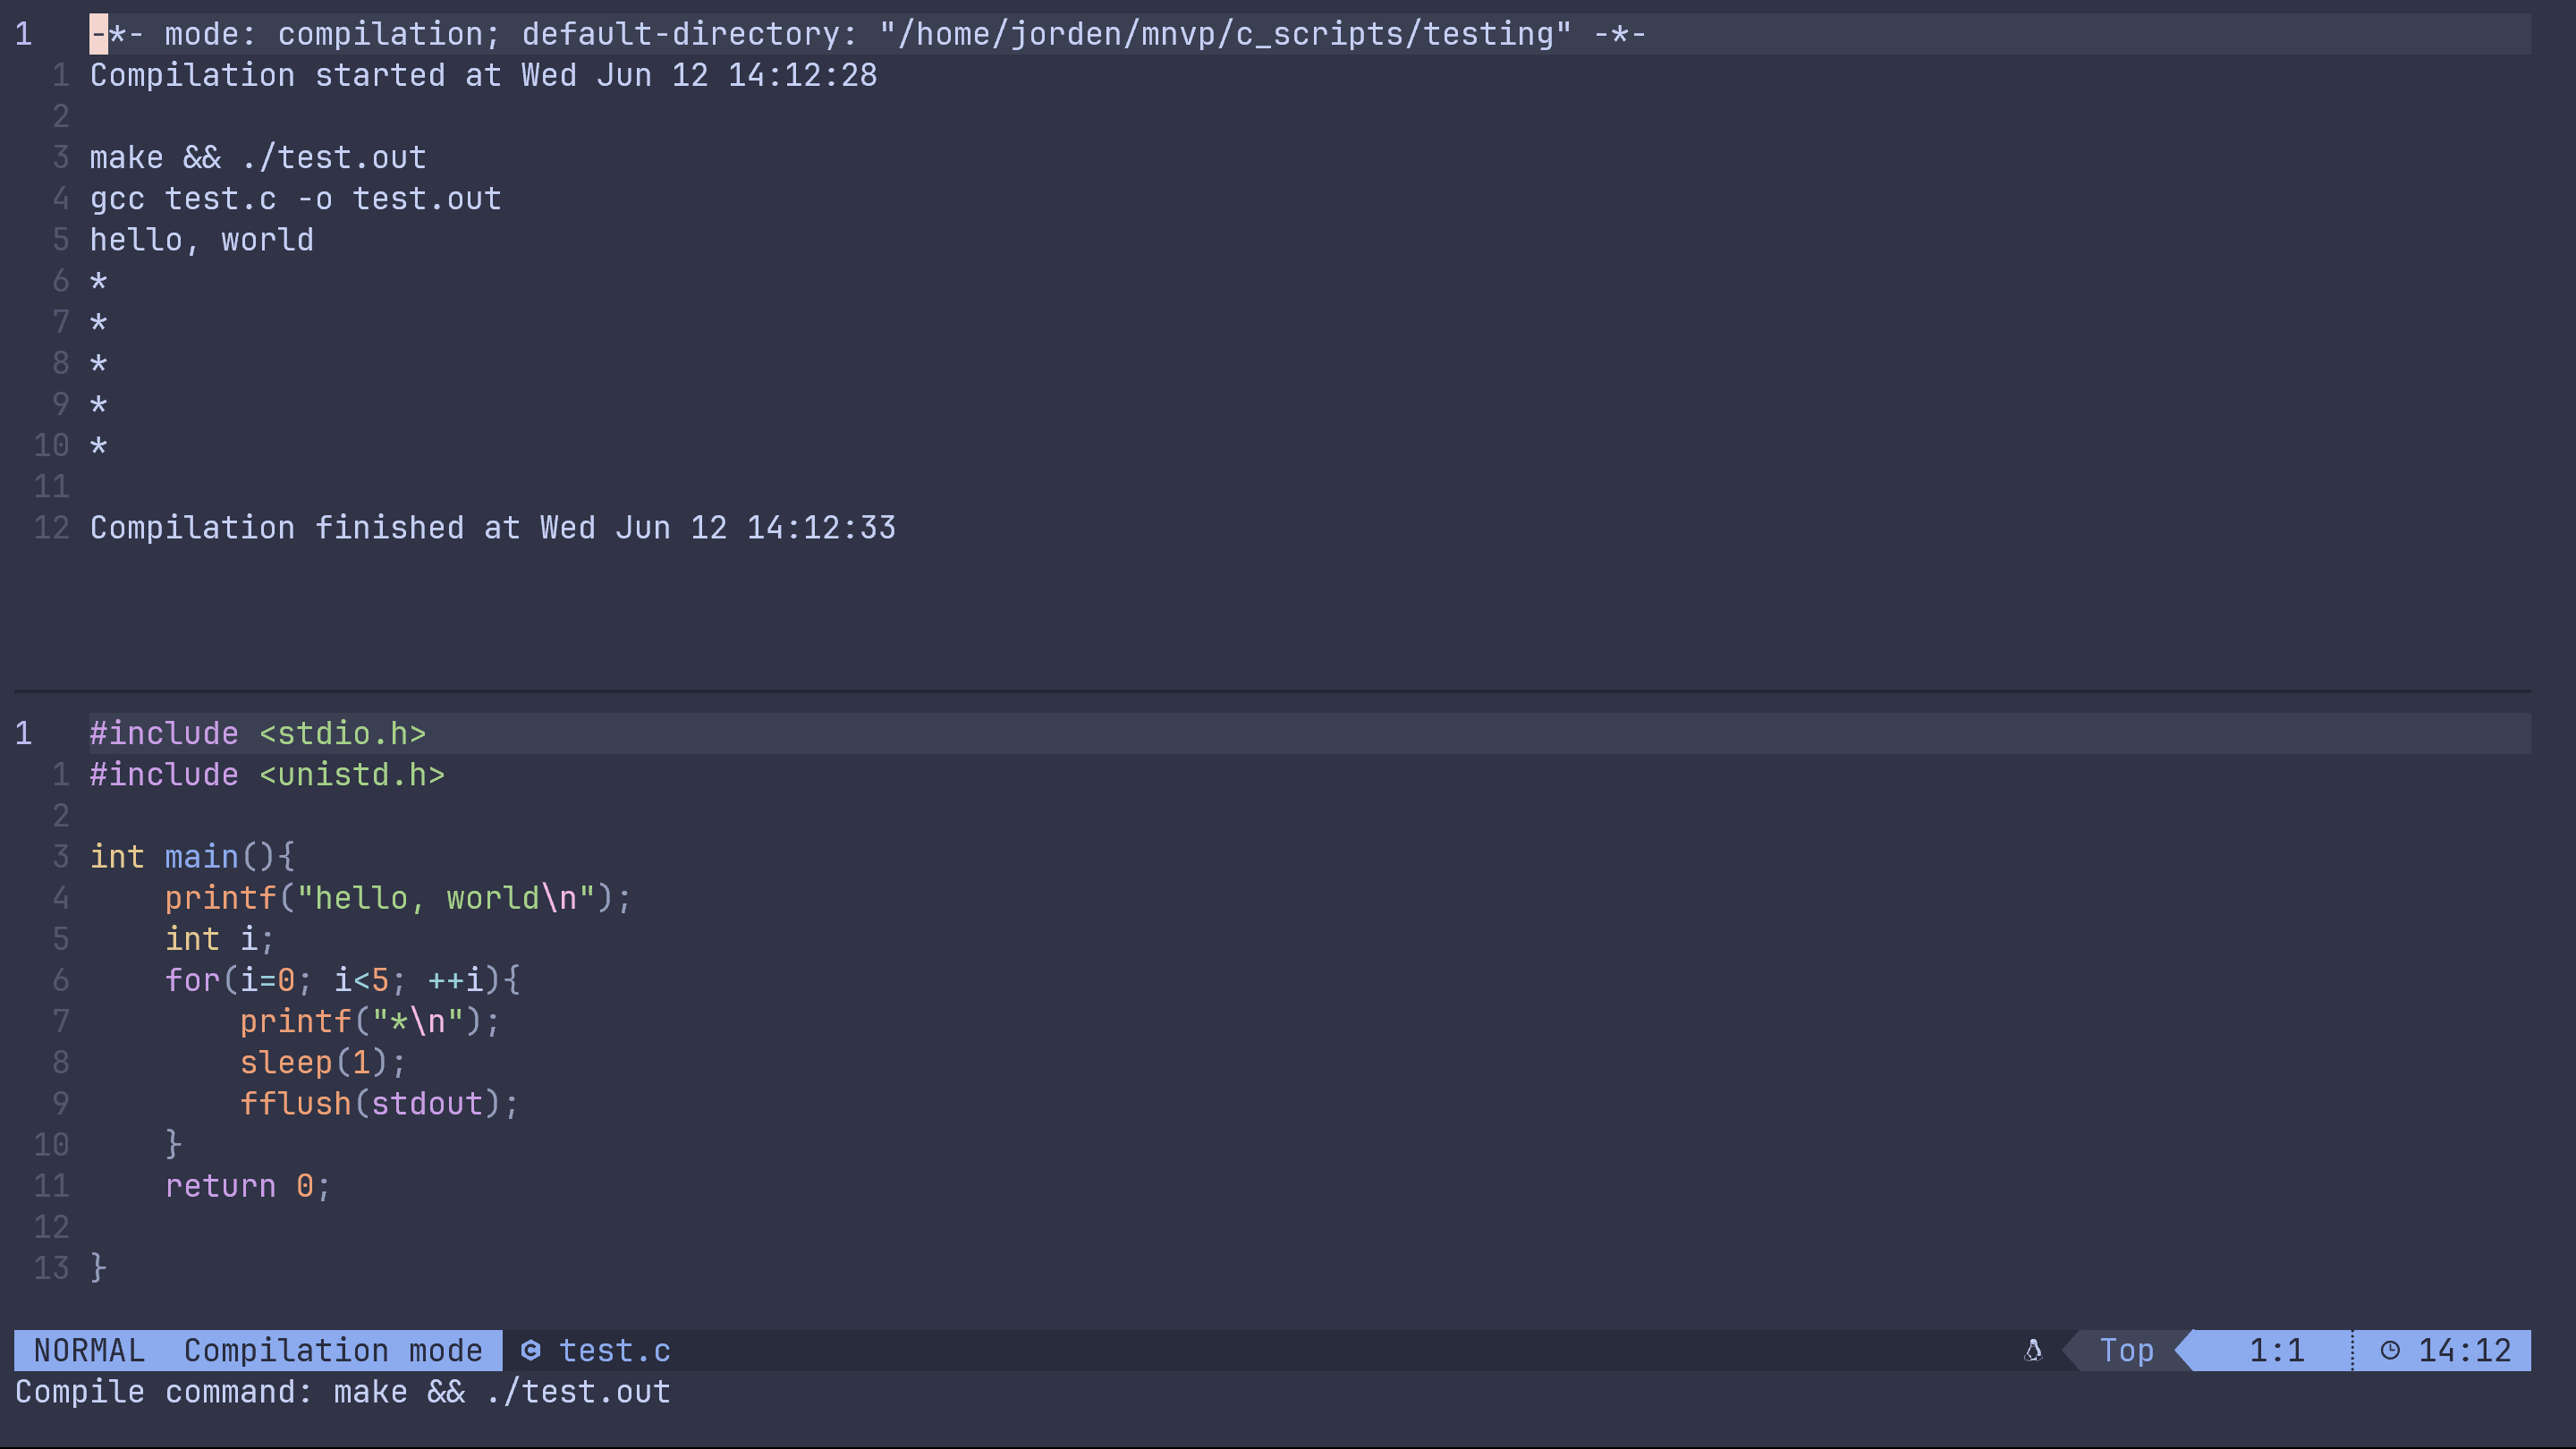 1 -*- mode: compilation; default-directory: "/home/jorden/mnvp/c_scripts/testing" -*-
1 Compilation started at Wed Jun 12 14:12:28
2
3 make && ./test.out
4 gcc test.c -o test.out
5 hello, world
6 *
7 *
8 *
9 *
10 *
11
12 Compilation finished at Wed Jun 12 14:12:33
1 #include <stdio.h>
1 #include <unistd.h>
2
3 int main(){
4     printf("hello, world\n");
5     int i;
6     for(i=0; i<5; ++i){
7         printf("*\n");
8         sleep(1);
9         fflush(stdout);
10     }
11     return 0;
12
13 }
NORMAL Compilation mode test.c Top 1:1 14:12
Compile command: make && ./test.out